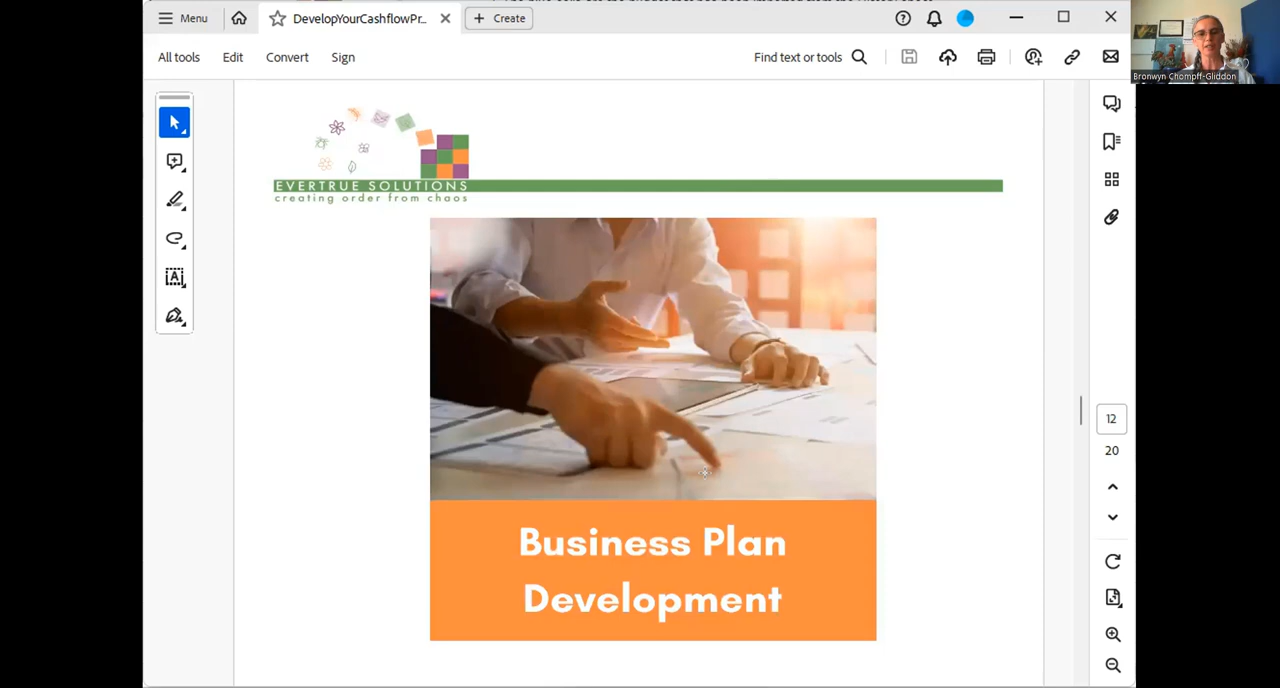 Menu
DevelopYourCashflowPr...
Create
All tools
Edit
Convert
Sign
Find text or tools
Bronwyn Chompff-Gliddon
EVERTRUE SOLUTIONS
creating order from chaos
12
20
Business Plan
Development